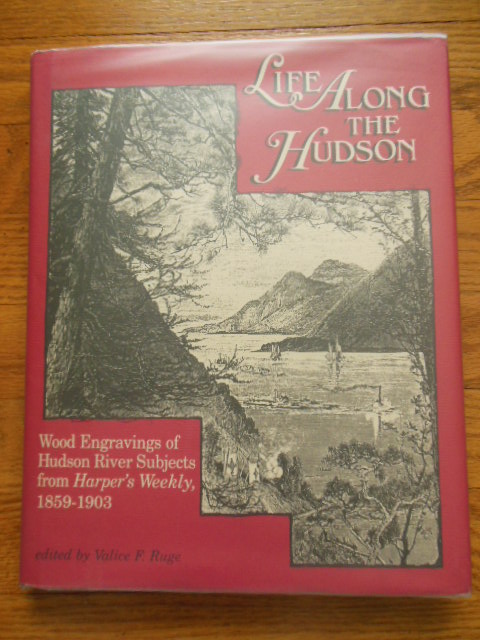 Life Along
the
Hudson
Wood Engravings of
Hudson River Subjects
from Harper's Weekly,
1859-1903
edited by Valice F. Ruge